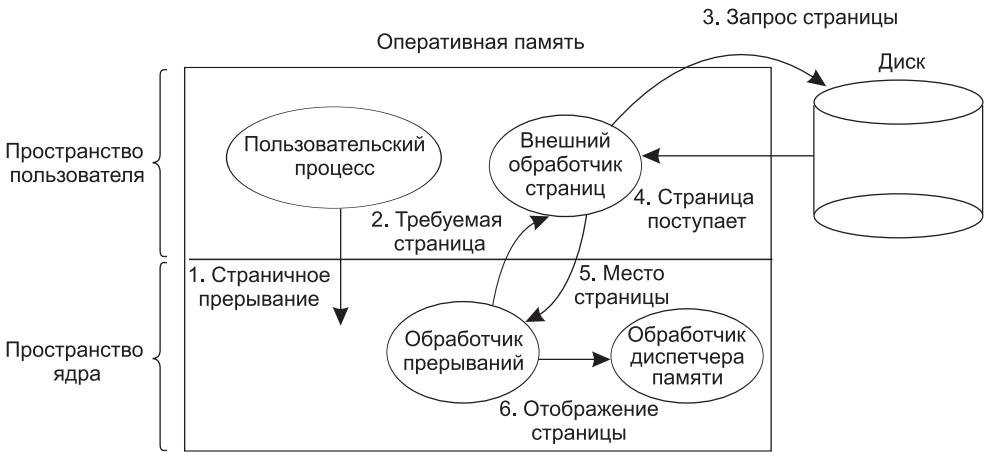 3. Запрос страницы
Оперативная память
Диск
Пространство
пользователя
Пользовательский
процесс
Внешний
обработчик
страниц
4. Страница
поступает
2. Требуемая
страница
1. Страничное
прерывание
5. Место
страницы
Пространство
ядра
Обработчик
прерываний
Обработчик
диспетчера
памяти
6. Отображение
страницы